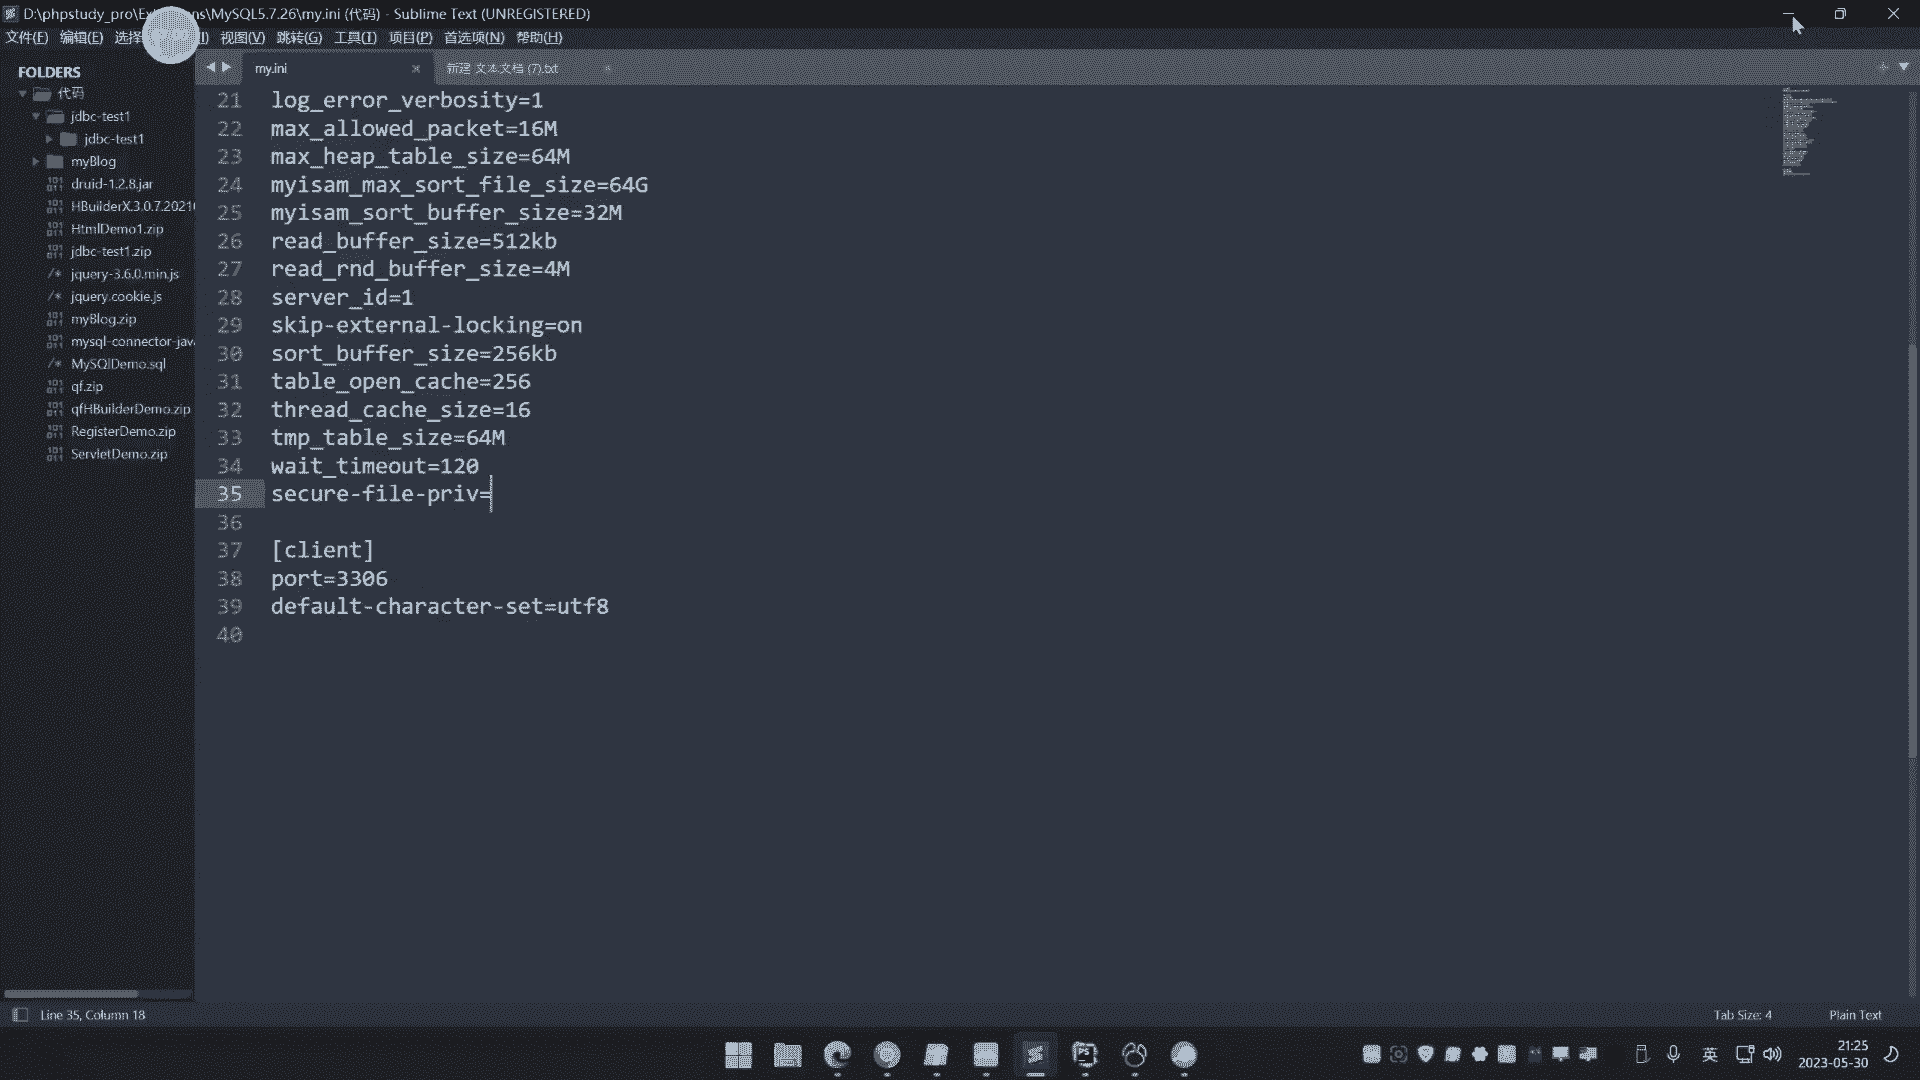 D:\phpstudy_pro\Ex ns\MySQL5.7.26\my.ini (代码) - Sublime Text (UNREGISTERED)
文件(F) 编辑(E) 选择 视图(V) 跳转(G) 工具(T) 项目(P) 首选项(N) 帮助(H)
FOLDERS
代码
jdbc-test1
jdbc-test1
myBlog
druid-1.2.8.jar
HBuilderX.3.0.7.2021
HtmlDemo1.zip
jdbc-test1.zip
jquery-3.6.0.min.js
jquery.cookie.js
myBlog.zip
mysql-connector-jav
MySQlDemo.sql
qf.zip
qfHBuilderDemo.zip
RegisterDemo.zip
ServletDemo.zip
my.ini
新建 文本文档 (7).txt
21 log_error_verbosity=1
22 max_allowed_packet=16M
23 max_heap_table_size=64M
24 myisam_max_sort_file_size=64G
25 myisam_sort_buffer_size=32M
26 read_buffer_size=512kb
27 read_rnd_buffer_size=4M
28 server_id=1
29 skip-external-locking=on
30 sort_buffer_size=256kb
31 table_open_cache=256
32 thread_cache_size=16
33 tmp_table_size=64M
34 wait_timeout=120
35 secure-file-priv=
36
37 [client]
38 port=3306
39 default-character-set=utf8
40
Line 35, Column 18
Tab Size: 4
Plain Text
英
21:25
2023-05-30